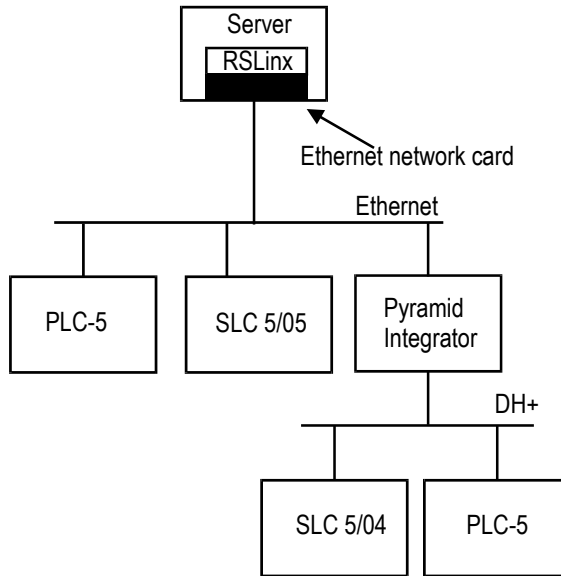 Server
RSLinx
Ethernet network card
Ethernet
PLC-5
SLC 5/05
Pyramid
Integrator
DH+
SLC 5/04
PLC-5